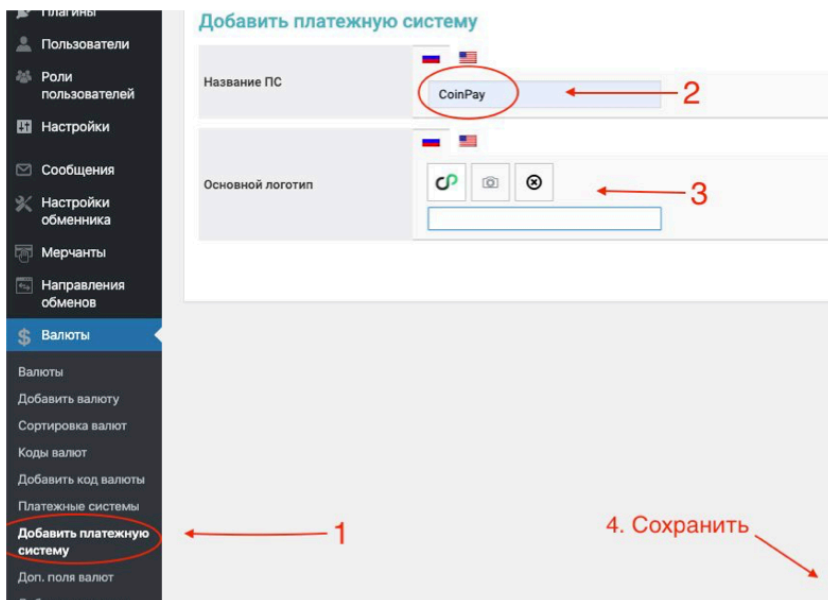 Плагины
Пользователи
Роли
пользователей
Настройки
Сообщения
Настройки
обменника
Мерчанты
Направления
обменов
Валюты
Валюты
Добавить валюту
Сортировка валют
Коды валют
Добавить код валюты
Платежные системы
Добавить платежную
систему
Доп. поля валют
Добавить платежную систему
Название ПС
CoinPay
2
Основной логотип
3
1
4. Сохранить